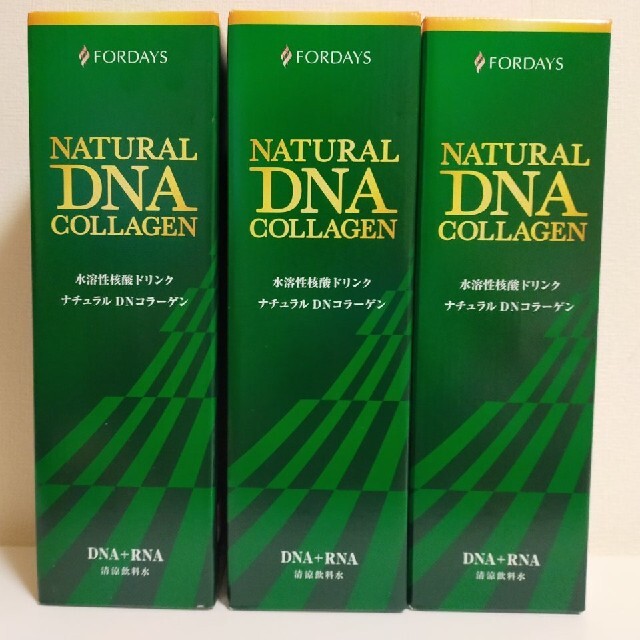 FORDAYS
NATURAL
DNA
COLLAGEN
水溶性核酸ドリンク
ナチュラル DNコラーゲン
DNA+RNA
清涼飲料水
FORDAYS
NATURAL
DNA
COLLAGEN
水溶性核酸ドリンク
ナチュラル DNコラーゲン
DNA+RNA
清涼飲料水
FORDAYS
NATURAL
DNA
COLLAGEN
水溶性核酸ドリンク
ナチュラル DNコラーゲン
DNA+RNA
清涼飲料水